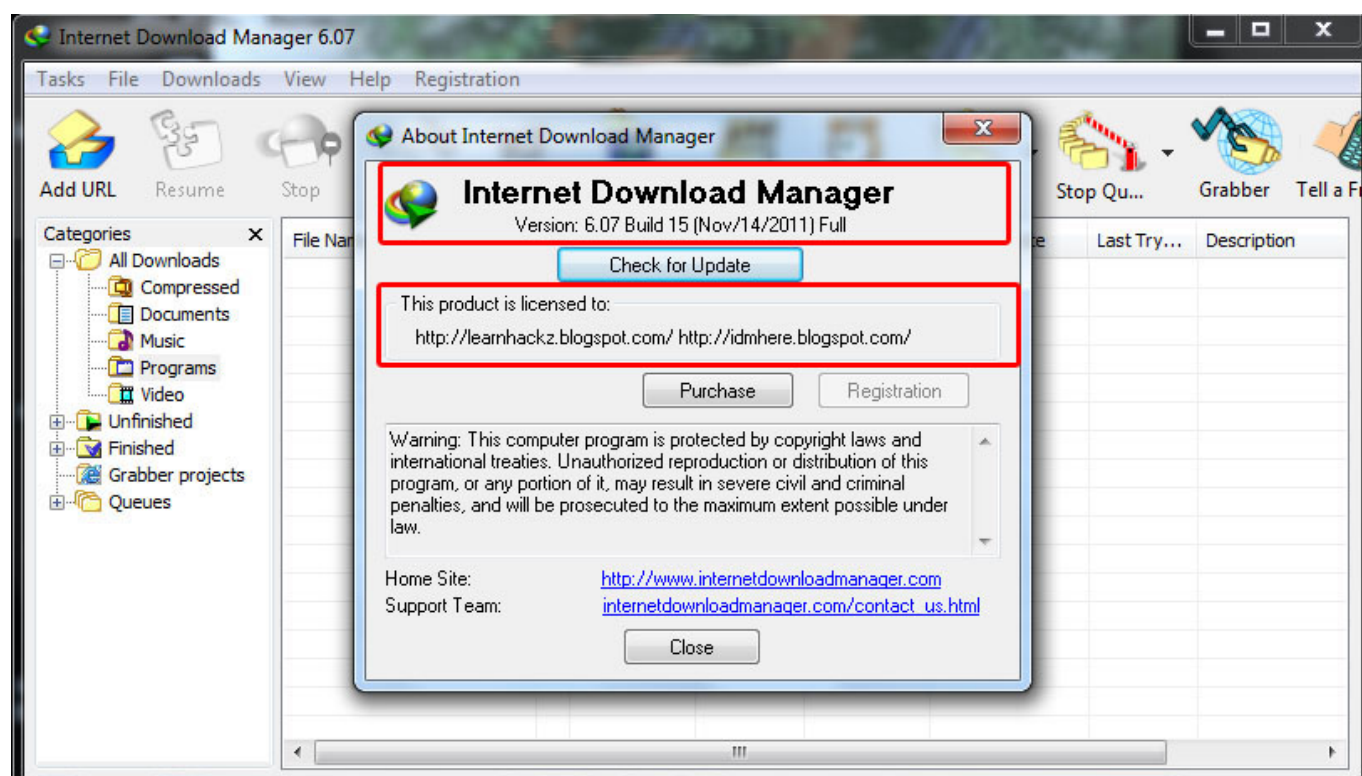 Internet Download Manager 6.07
Tasks File Downloads View Help Registration
Add URL Resume Stop Stop Qu... Grabber Tell a
Categories
All Downloads
Compressed
Documents
Music
Programs
Video
Unfinished
Finished
Grabber projects
Queues
File Last Try... Description
About Internet Download Manager
Internet Download Manager
Version: 6.07 Build 15 (Nov/14/2011) Full
Check for Update
This product is licensed to:
http://learnhackz.blogspot.com/ http://idmhere.blogspot.com/
Purchase Registration
Warning: This computer program is protected by copyright laws and
international treaties. Unauthorized reproduction or distribution of this
program, or any portion of it, may result in severe civil and criminal
penalties, and will be prosecuted to the maximum extent possible under
law.
Home Site: http://www.internetdownloadmanager.com
Support Team: internetdownloadmanager.com/contact_us.html
Close